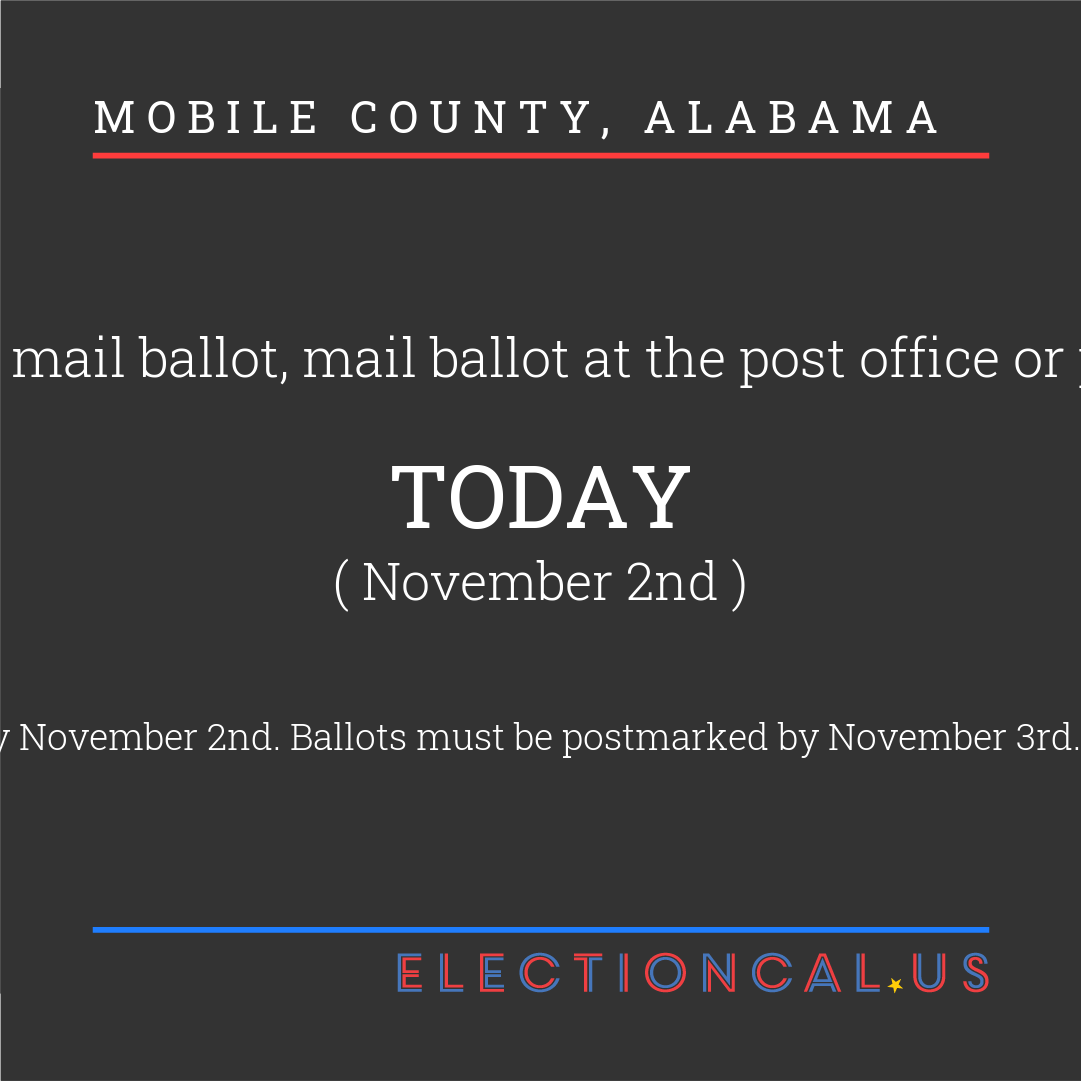 MOBILE COUNTY, ALABAMA
mail ballot, mail ballot at the post office or
TODAY
( November 2nd )
November 2nd. Ballots must be postmarked by November 3rd.
ELECTIONCAL.US